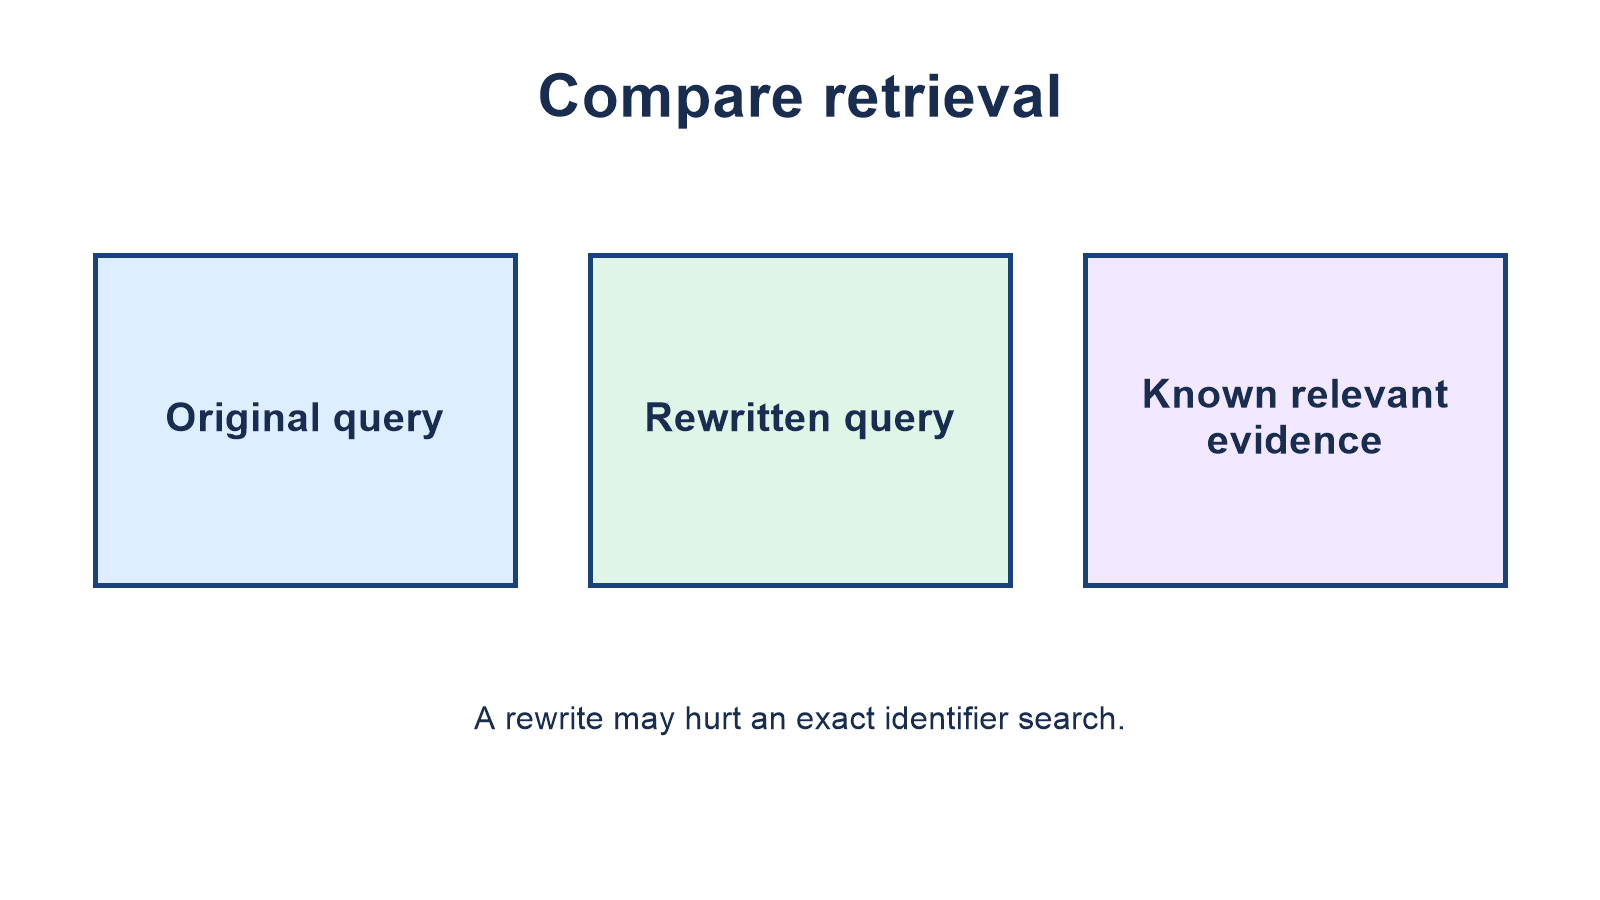 Compare retrieval
Original query
Rewritten query
Known relevant
evidence
A rewrite may hurt an exact identifier search.